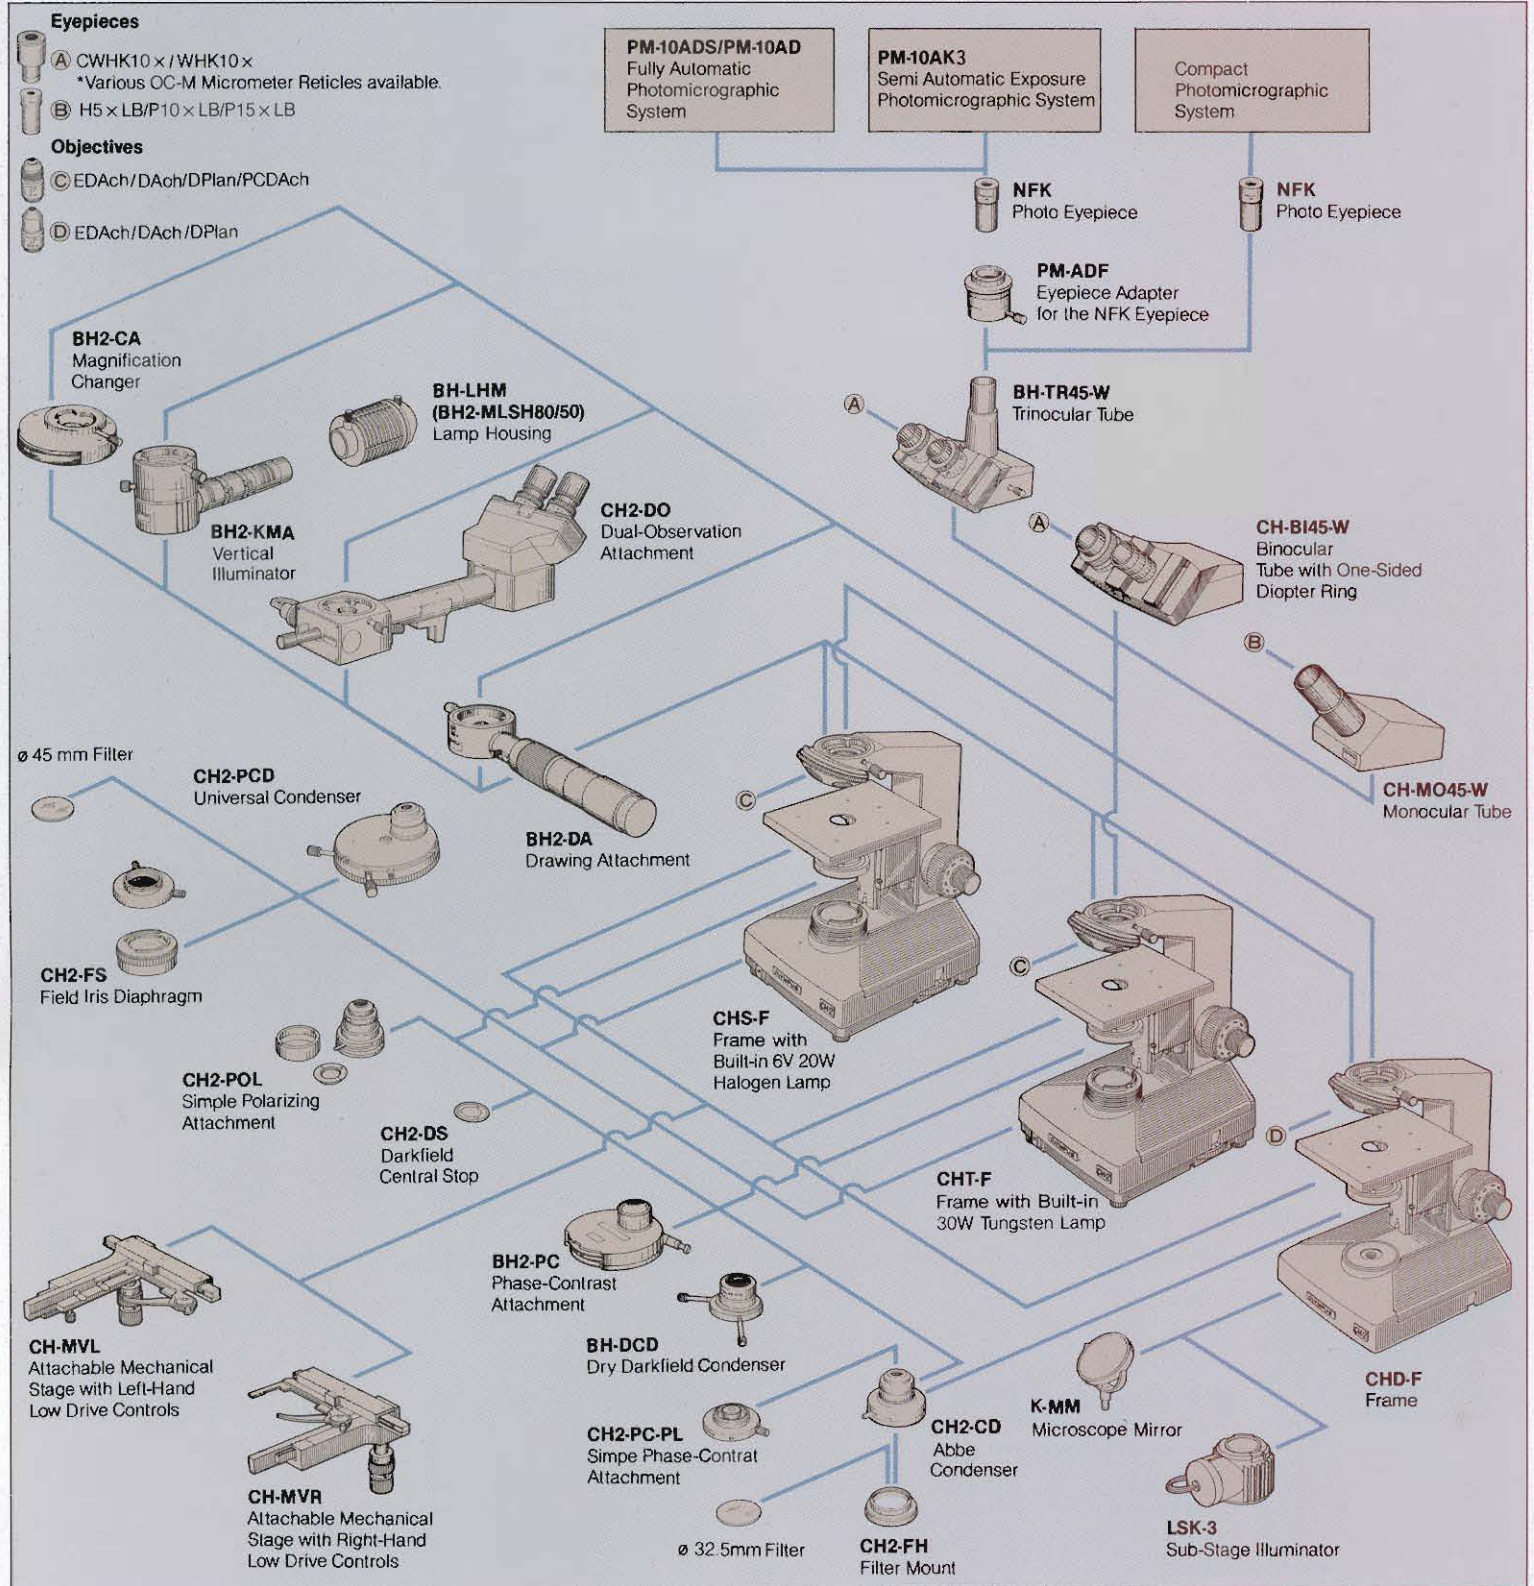 Eyepieces
Ⓐ CWHK10×/WHK10×
*Various OC-M Micrometer Reticles available.
Ⓑ H5×LB/P10×LB/P15×LB
Objectives
Ⓒ EDAch/DAoh/DPlan/PCDAch
Ⓓ EDAch/DAch/DPlan
PM-10ADS/PM-10AD
Fully Automatic
Photomicrographic
System
PM-10AK3
Semi Automatic Exposure
Photomicrographic System
Compact
Photomicrographic
System
NFK
Photo Eyepiece
NFK
Photo Eyepiece
PM-ADF
Eyepiece Adapter
for the NFK Eyepiece
BH2-CA
Magnification
Changer
BH-LHM
(BH2-MLSH80/50)
Lamp Housing
BH-TR45-W
Trinocular Tube
Ⓐ
BH2-KMA
Vertical
Illuminator
CH2-DO
Dual-Observation
Attachment
Ⓐ
CH-BI45-W
Binocular
Tube with One-Sided
Diopter Ring
Ⓑ
CH-MO45-W
Monocular Tube
ø 45 mm Filter
CH2-PCD
Universal Condenser
BH2-DA
Drawing Attachment
Ⓒ
CH2-FS
Field Iris Diaphragm
OLYMPUS
CH2
CHS-F
Frame with
Built-in 6V 20W
Halogen Lamp
Ⓒ
CH2-POL
Simple Polarizing
Attachment
CH2-DS
Darkfield
Central Stop
OLYMPUS
CH2
CHT-F
Frame with Built-in
30W Tungsten Lamp
Ⓓ
BH2-PC
Phase-Contrast
Attachment
CH-MVL
Attachable Mechanical
Stage with Left-Hand
Low Drive Controls
BH-DCD
Dry Darkfield Condenser
OLYMPUS
CH2
CHD-F
Frame
K-MM
Microscope Mirror
CH2-PC-PL
Simpe Phase-Contrat
Attachment
CH2-CD
Abbe
Condenser
CH-MVR
Attachable Mechanical
Stage with Right-Hand
Low Drive Controls
ø 32.5mm Filter
CH2-FH
Filter Mount
LSK-3
Sub-Stage Illuminator